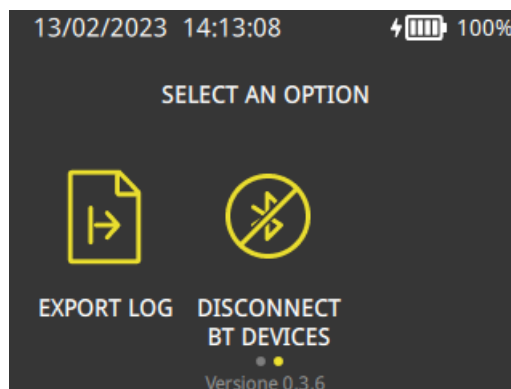 13/02/2023 14:13:08 100%
SELECT AN OPTION
EXPORT LOG DISCONNECT
BT DEVICES
Versione 0.3.6